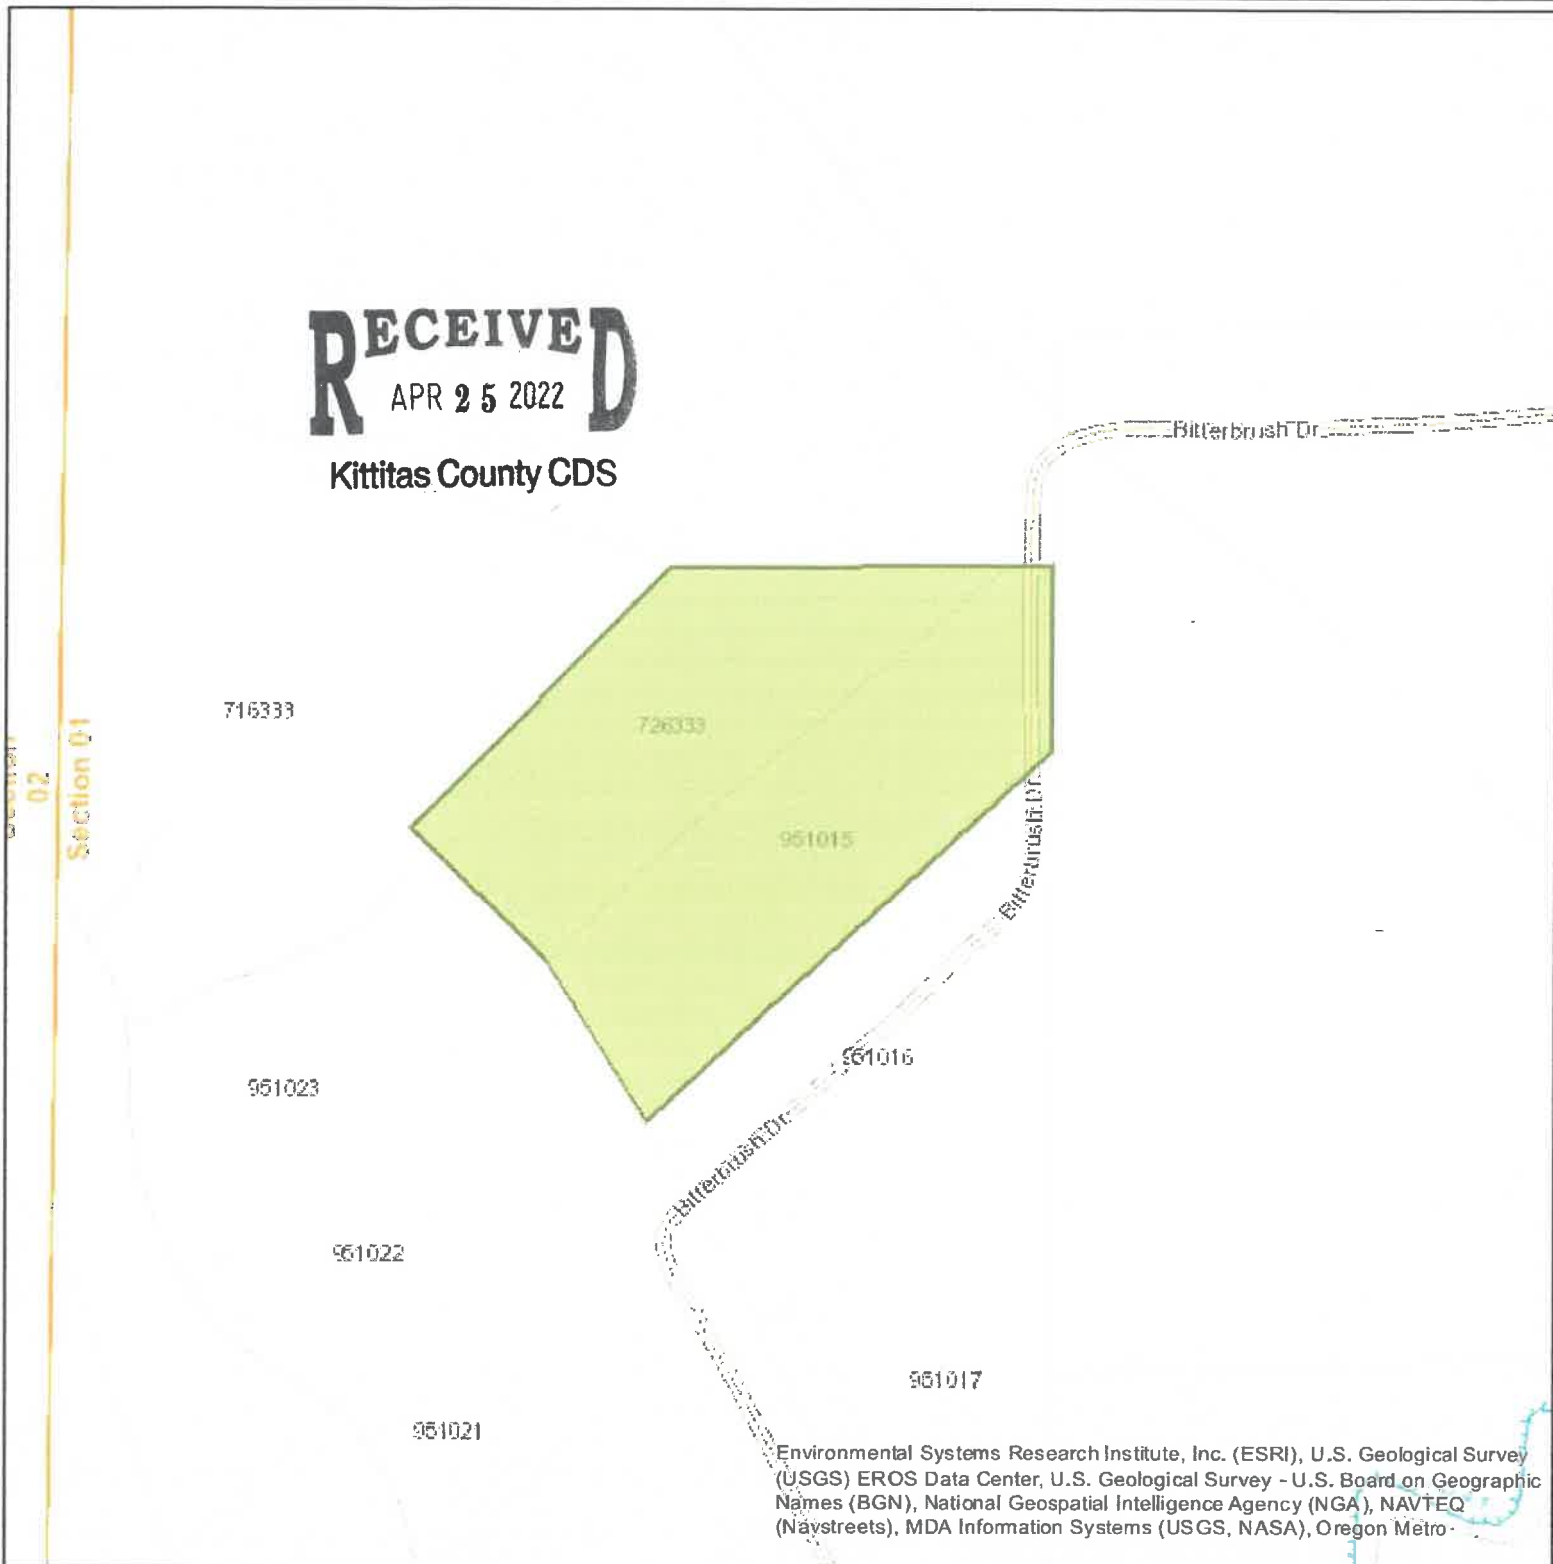 RECEIVED
APR 25 2022
Kittitas County CDS
Bitterbrush Dr
716333
726333
02
Section 01
951015
Bitterbrush Dr
951016
951023
Bitterbrush Dr
951022
951017
951021
Environmental Systems Research Institute, Inc. (ESRI), U.S. Geological Survey
(USGS) EROS Data Center, U.S. Geological Survey - U.S. Board on Geographic
Names (BGN), National Geospatial Intelligence Agency (NGA), NAVTEQ
(Navstreets), MDA Information Systems (USGS, NASA), Oregon Metro